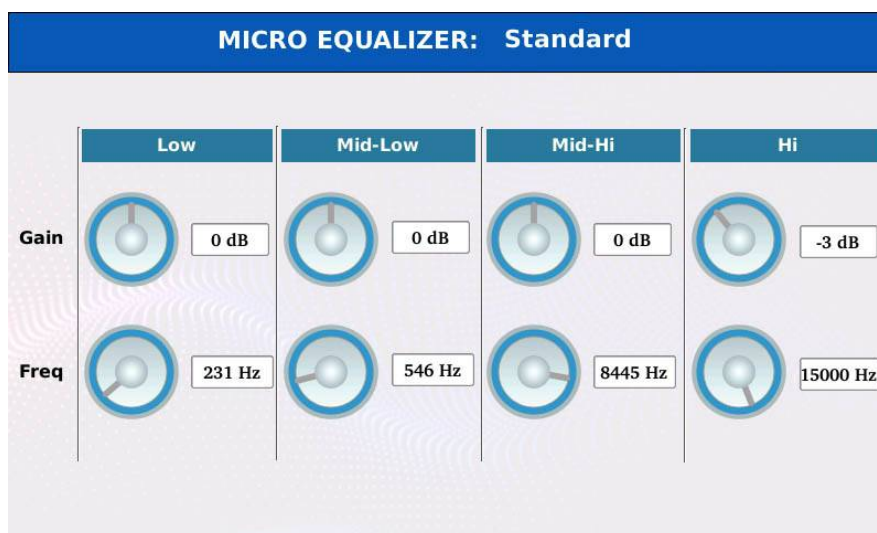 MICRO EQUALIZER: Standard
Low Mid-Low Mid-Hi Hi
Gain 0 dB 0 dB 0 dB -3 dB
Freq 231 Hz 546 Hz 8445 Hz 15000 Hz